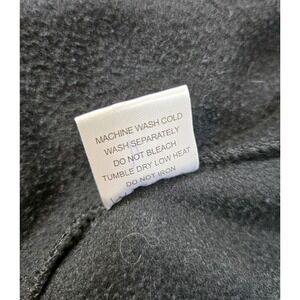 MACHINE WASH COLD
WASH SEPARATELY
DO NOT BLEACH
TUMBLE DRY LOW HEAT
DO NOT IRON